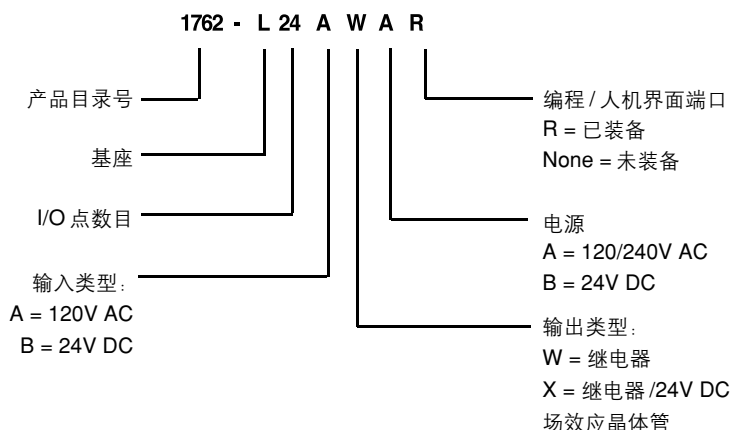 1762 - L 24 A W A R
产品目录号
基座
I/O 点数目
输入类型:
A = 120V AC
B = 24V DC
编程 / 人机界面端口
R = 已装备
None = 未装备
电源
A = 120/240V AC
B = 24V DC
输出类型:
W = 继电器
X = 继电器 /24V DC
场效应晶体管